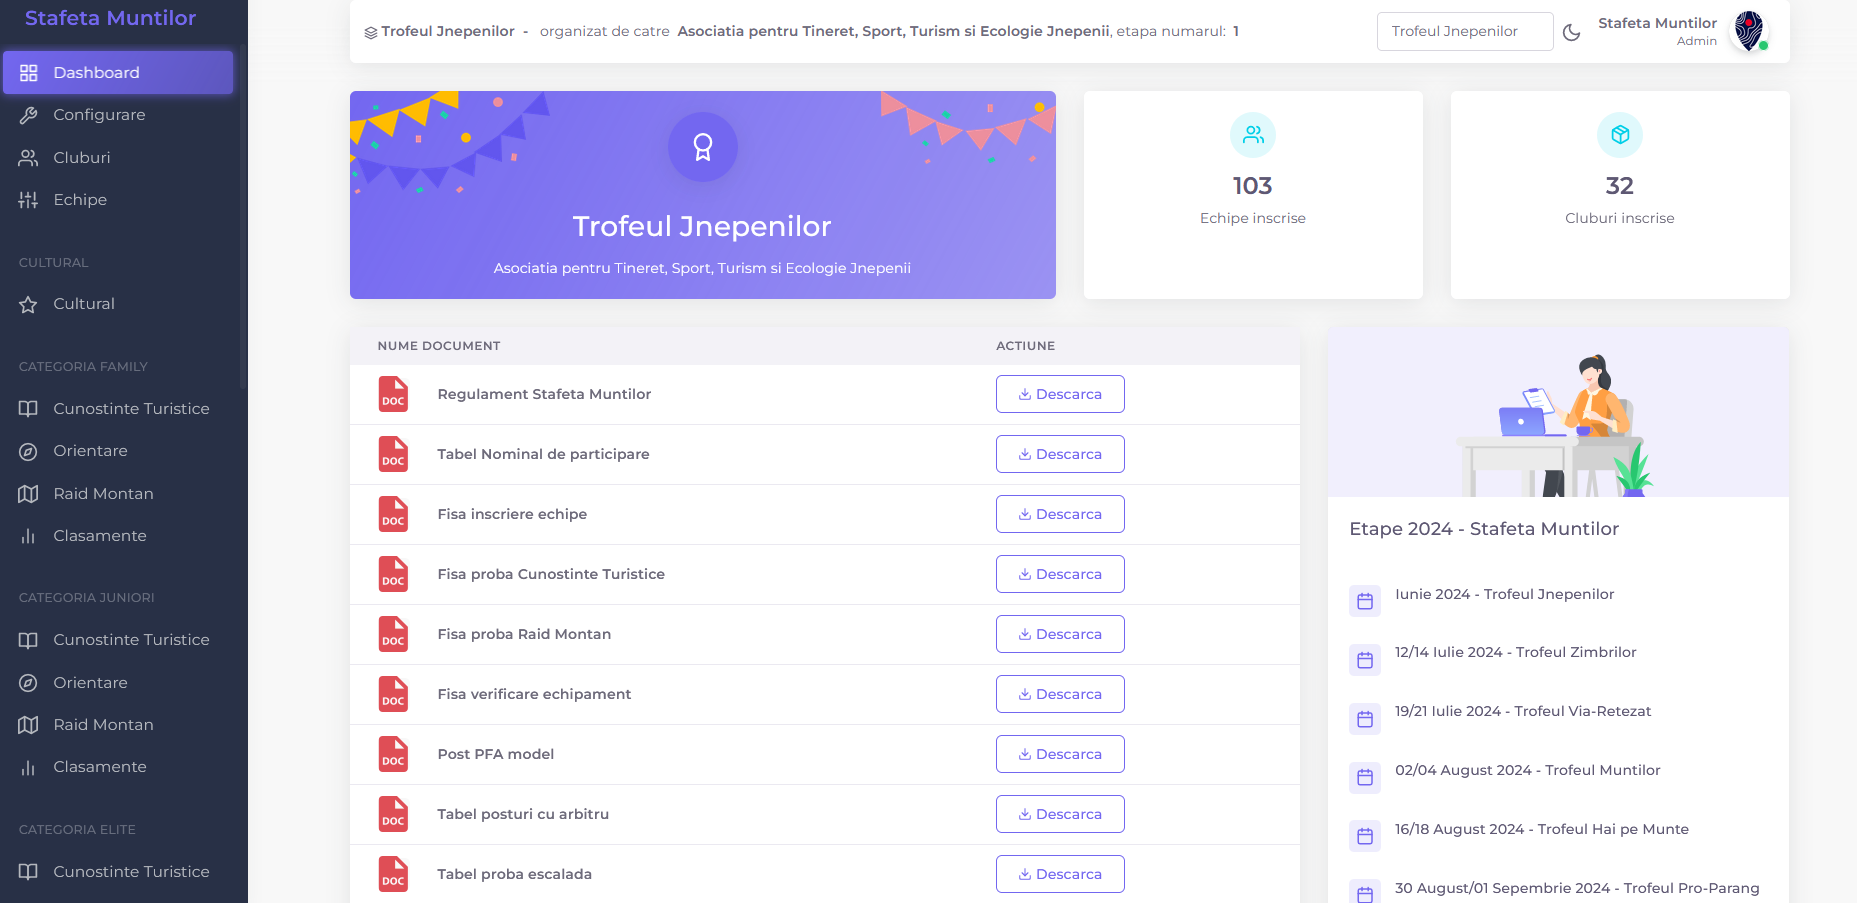 Stafeta Muntilor
Dashboard
Configurare
Cluburi
Echipe
CULTURAL
Cultural
CATEGORIA FAMILY
Cunostinte Turistice
Orientare
Raid Montan
Clasamente
CATEGORIA JUNIORI
Cunostinte Turistice
Orientare
Raid Montan
Clasamente
CATEGORIA ELITE
Cunostinte Turistice
Trofeul Jnepenilor - organizat de catre Asociatia pentru Tineret, Sport, Turism si Ecologie Jnepenii, etapa numarul: 1
Trofeul Jnepenilor
Stafeta Muntilor
Admin
Trofeul Jnepenilor
Asociatia pentru Tineret, Sport, Turism si Ecologie Jnepenii
103
Echipe inscrise
32
Cluburi inscrise
NUME DOCUMENT ACTIUNE
DOC Regulament Stafeta Muntilor Descarca
DOC Tabel Nominal de participare Descarca
DOC Fisa inscriere echipe Descarca
DOC Fisa proba Cunostinte Turistice Descarca
DOC Fisa proba Raid Montan Descarca
DOC Fisa verificare echipament Descarca
DOC Post PFA model Descarca
DOC Tabel posturi cu arbitru Descarca
DOC Tabel proba escalada Descarca
Etape 2024 - Stafeta Muntilor
Iunie 2024 - Trofeul Jnepenilor
12/14 Iulie 2024 - Trofeul Zimbrilor
19/21 Iulie 2024 - Trofeul Via-Retezat
02/04 August 2024 - Trofeul Muntilor
16/18 August 2024 - Trofeul Hai pe Munte
30 August/01 Sepembrie 2024 - Trofeul Pro-Parang